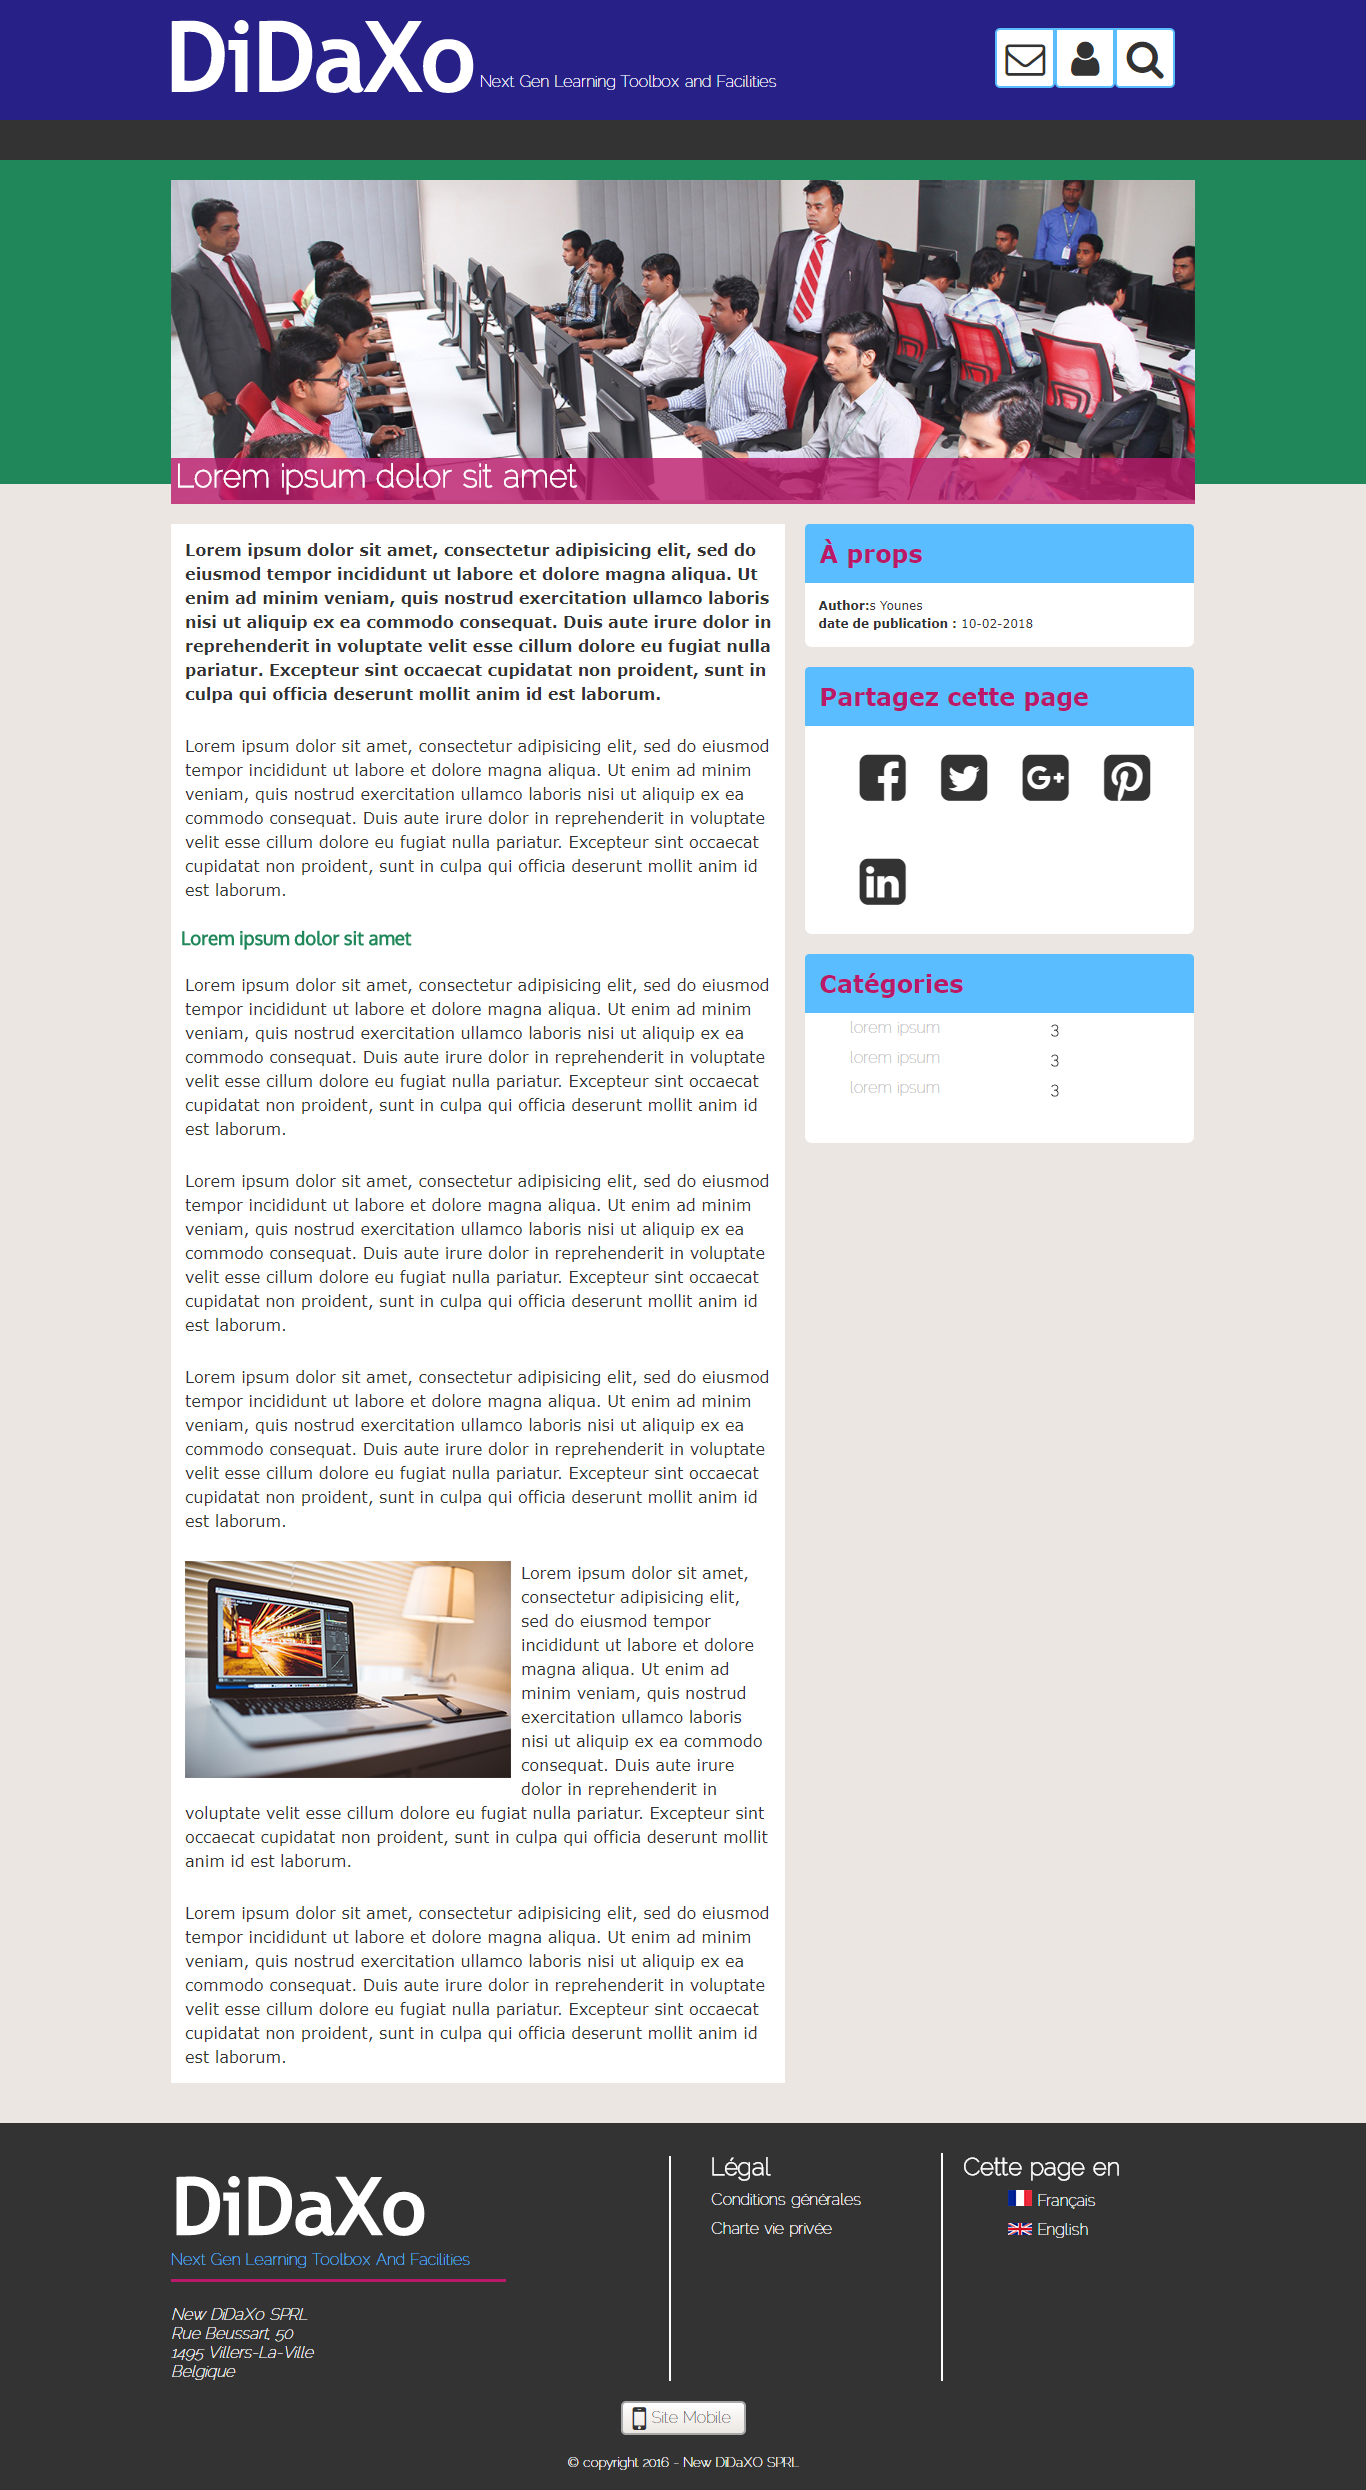 DiDaXo Next Gen Learning Toolbox and Facilities
Lorem ipsum dolor sit amet
Lorem ipsum dolor sit amet, consectetur adipisicing elit, sed do
eiusmod tempor incididunt ut labore et dolore magna aliqua. Ut
enim ad minim veniam, quis nostrud exercitation ullamco laboris
nisi ut aliquip ex ea commodo consequat. Duis aute irure dolor in
reprehenderit in voluptate velit esse cillum dolore eu fugiat nulla
pariatur. Excepteur sint occaecat cupidatat non proident, sunt in
culpa qui officia deserunt mollit anim id est laborum.
Lorem ipsum dolor sit amet, consectetur adipisicing elit, sed do eiusmod
tempor incididunt ut labore et dolore magna aliqua. Ut enim ad minim
veniam, quis nostrud exercitation ullamco laboris nisi ut aliquip ex ea
commodo consequat. Duis aute irure dolor in reprehenderit in voluptate
velit esse cillum dolore eu fugiat nulla pariatur. Excepteur sint occaecat
cupidatat non proident, sunt in culpa qui officia deserunt mollit anim id
est laborum.
Lorem ipsum dolor sit amet
Lorem ipsum dolor sit amet, consectetur adipisicing elit, sed do eiusmod
tempor incididunt ut labore et dolore magna aliqua. Ut enim ad minim
veniam, quis nostrud exercitation ullamco laboris nisi ut aliquip ex ea
commodo consequat. Duis aute irure dolor in reprehenderit in voluptate
velit esse cillum dolore eu fugiat nulla pariatur. Excepteur sint occaecat
cupidatat non proident, sunt in culpa qui officia deserunt mollit anim id
est laborum.
Lorem ipsum dolor sit amet, consectetur adipisicing elit, sed do eiusmod
tempor incididunt ut labore et dolore magna aliqua. Ut enim ad minim
veniam, quis nostrud exercitation ullamco laboris nisi ut aliquip ex ea
commodo consequat. Duis aute irure dolor in reprehenderit in voluptate
velit esse cillum dolore eu fugiat nulla pariatur. Excepteur sint occaecat
cupidatat non proident, sunt in culpa qui officia deserunt mollit anim id
est laborum.
Lorem ipsum dolor sit amet, consectetur adipisicing elit, sed do eiusmod
tempor incididunt ut labore et dolore magna aliqua. Ut enim ad minim
veniam, quis nostrud exercitation ullamco laboris nisi ut aliquip ex ea
commodo consequat. Duis aute irure dolor in reprehenderit in voluptate
velit esse cillum dolore eu fugiat nulla pariatur. Excepteur sint occaecat
cupidatat non proident, sunt in culpa qui officia deserunt mollit anim id
est laborum.
Lorem ipsum dolor sit amet,
consectetur adipisicing elit,
sed do eiusmod tempor
incididunt ut labore et dolore
magna aliqua. Ut enim ad
minim veniam, quis nostrud
exercitation ullamco laboris
nisi ut aliquip ex ea commodo
consequat. Duis aute irure
dolor in reprehenderit in
voluptate velit esse cillum dolore eu fugiat nulla pariatur. Excepteur sint
occaecat cupidatat non proident, sunt in culpa qui officia deserunt mollit
anim id est laborum.
Lorem ipsum dolor sit amet, consectetur adipisicing elit, sed do eiusmod
tempor incididunt ut labore et dolore magna aliqua. Ut enim ad minim
veniam, quis nostrud exercitation ullamco laboris nisi ut aliquip ex ea
commodo consequat. Duis aute irure dolor in reprehenderit in voluptate
velit esse cillum dolore eu fugiat nulla pariatur. Excepteur sint occaecat
cupidatat non proident, sunt in culpa qui officia deserunt mollit anim id
est laborum.
À props
Author:s Younes
date de publication : 10-02-2018
Partagez cette page
Catégories
lorem ipsum 3
lorem ipsum 3
lorem ipsum 3
DiDaXo
Next Gen Learning Toolbox And Facilities
New DiDaXo SPRL
Rue Beussart, 50
1495 Villers-La-Ville
Belgique
Légal
Conditions générales
Charte vie privée
Cette page en
Français
English
Site Mobile
© copyright 2016 - New DiDaXO SPRL